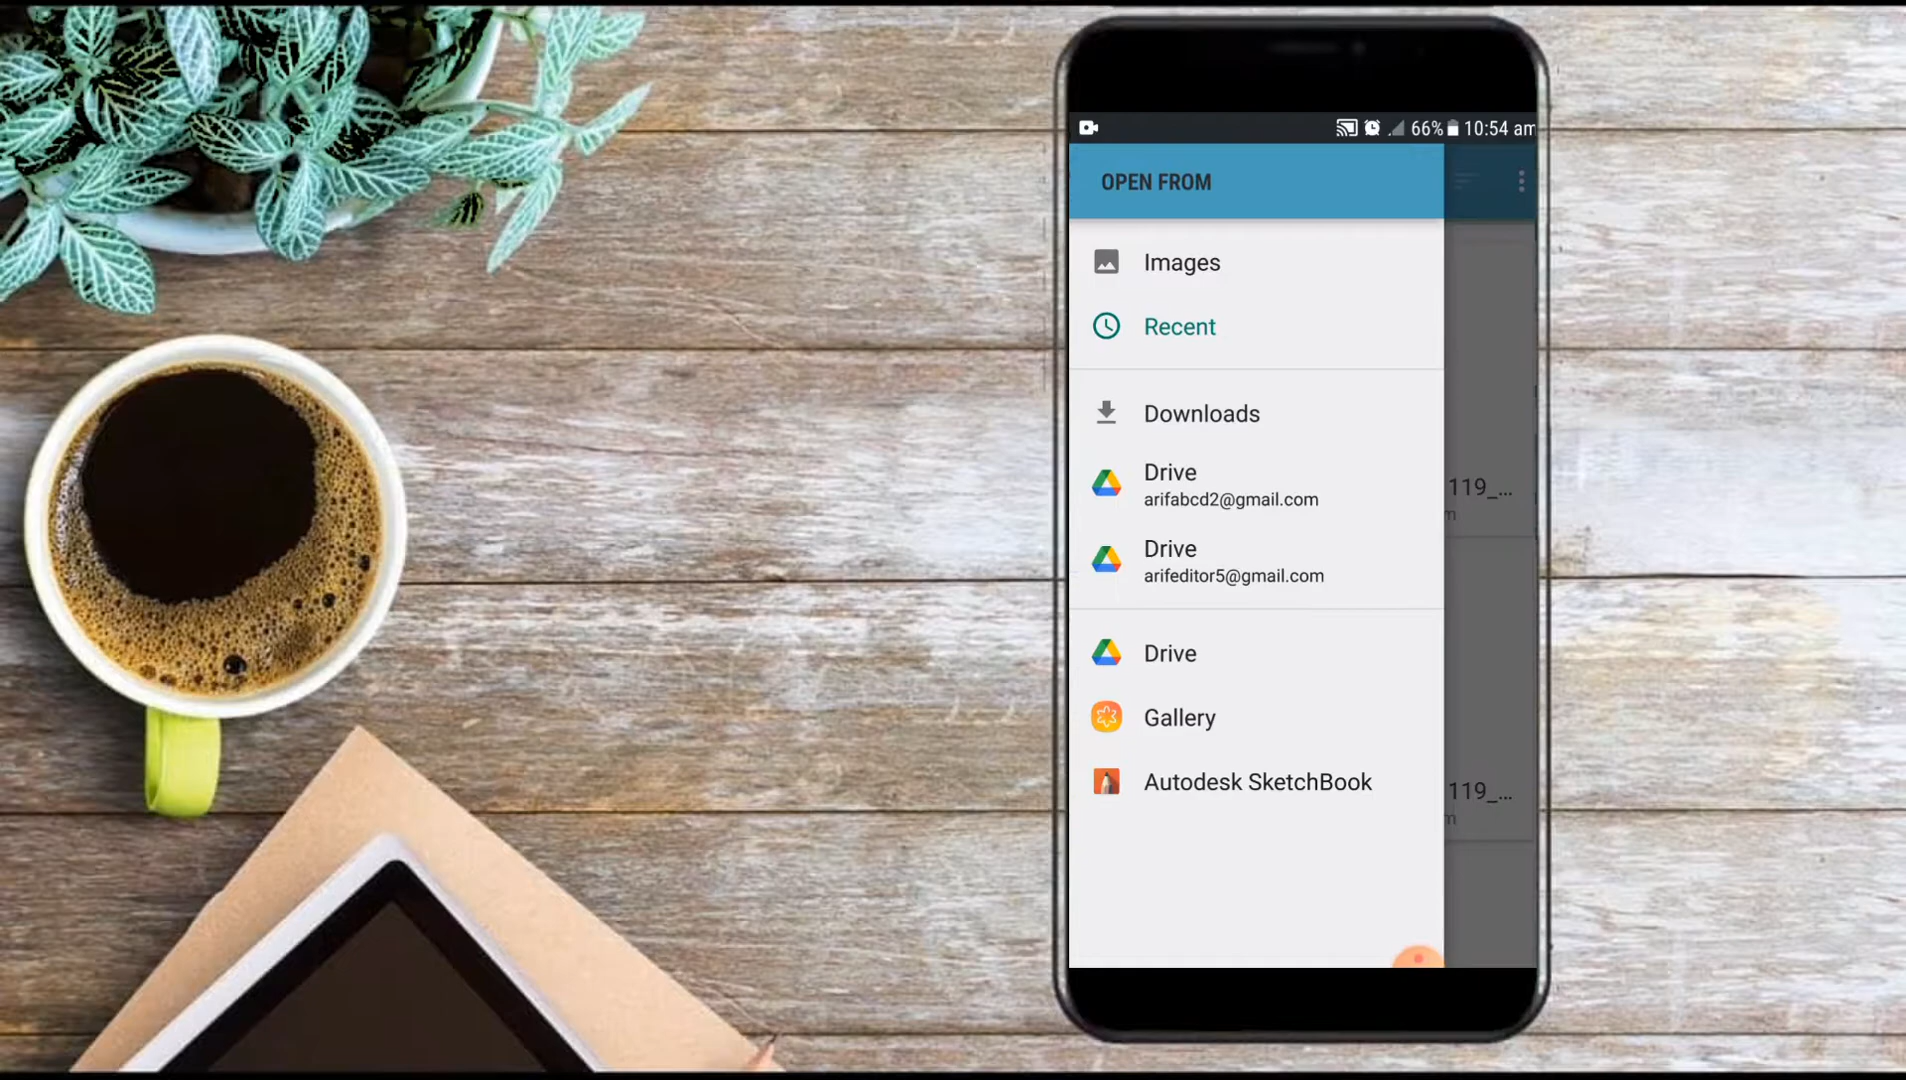 66% 10:54 am
OPEN FROM
Images
Recent
Downloads
Drive
arifabcd2@gmail.com
119_...
m
Drive
arifeditor5@gmail.com
Drive
Gallery
Autodesk SketchBook
119_...
m